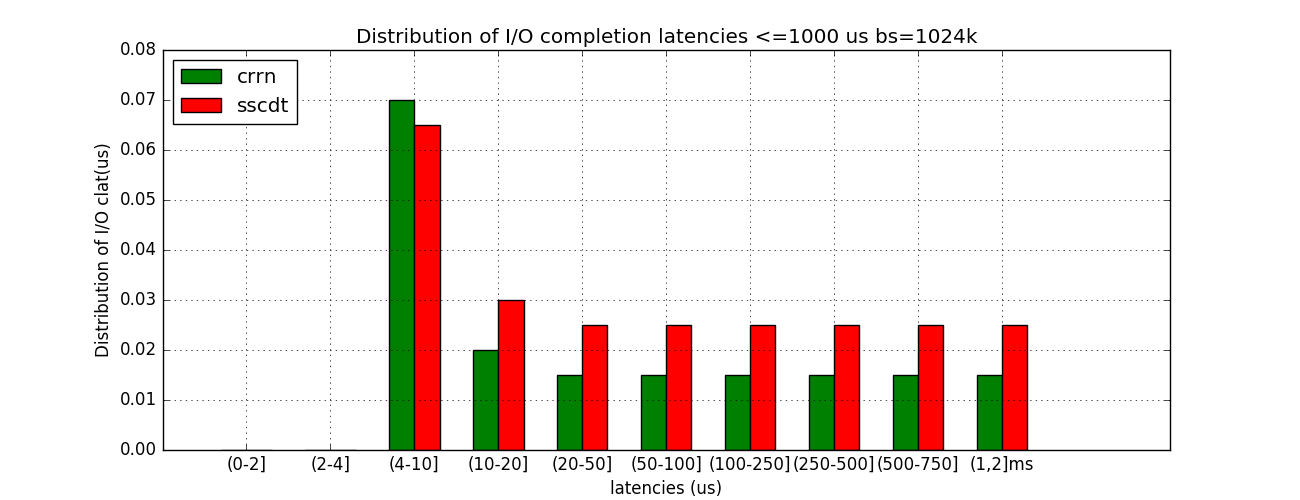 Distribution of I/O completion latencies <=1000 us bs=1024k
crrn
sscdt
Distribution of I/O clat(us)
0.08
0.07
0.06
0.05
0.04
0.03
0.02
0.01
0.00
(0-2] (2-4] (4-10] (10-20] (20-50] (50-100] (100-250] (250-500] (500-750] (1,2]ms
latencies (us)